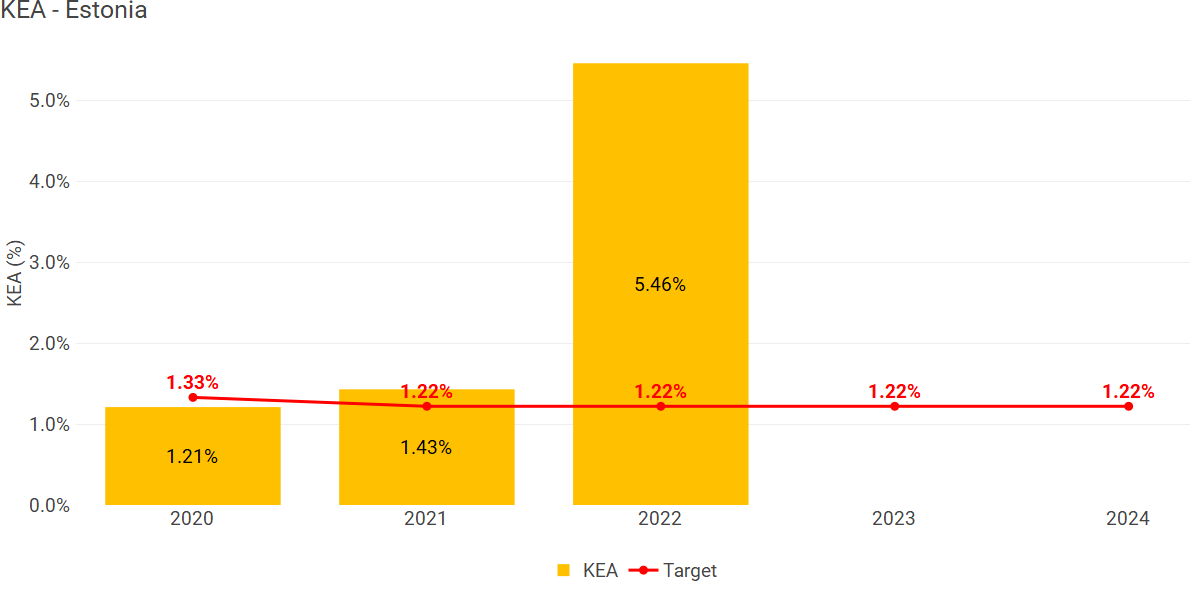 KEA - Estonia
KEA (%)
5.0%
4.0%
3.0%
2.0%
1.0%
0.0%
1.33% 1.22% 1.22% 1.22% 1.22%
1.21% 1.43% 5.46%
2020 2021 2022 2023 2024
KEA Target